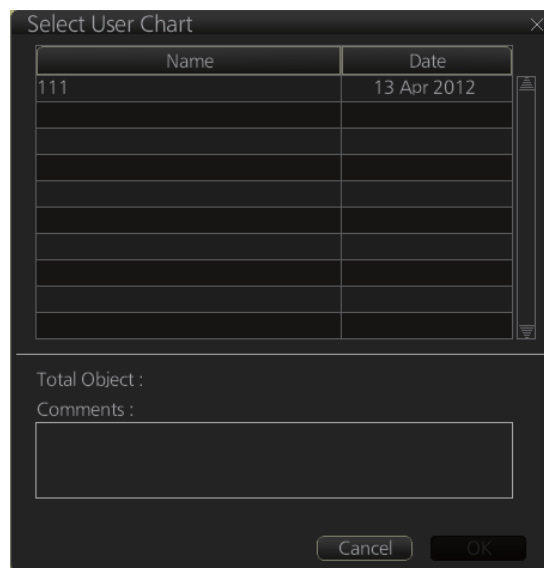 Select User Chart
Name Date
111 13 Apr 2012
Total Object :
Comments :
Cancel OK